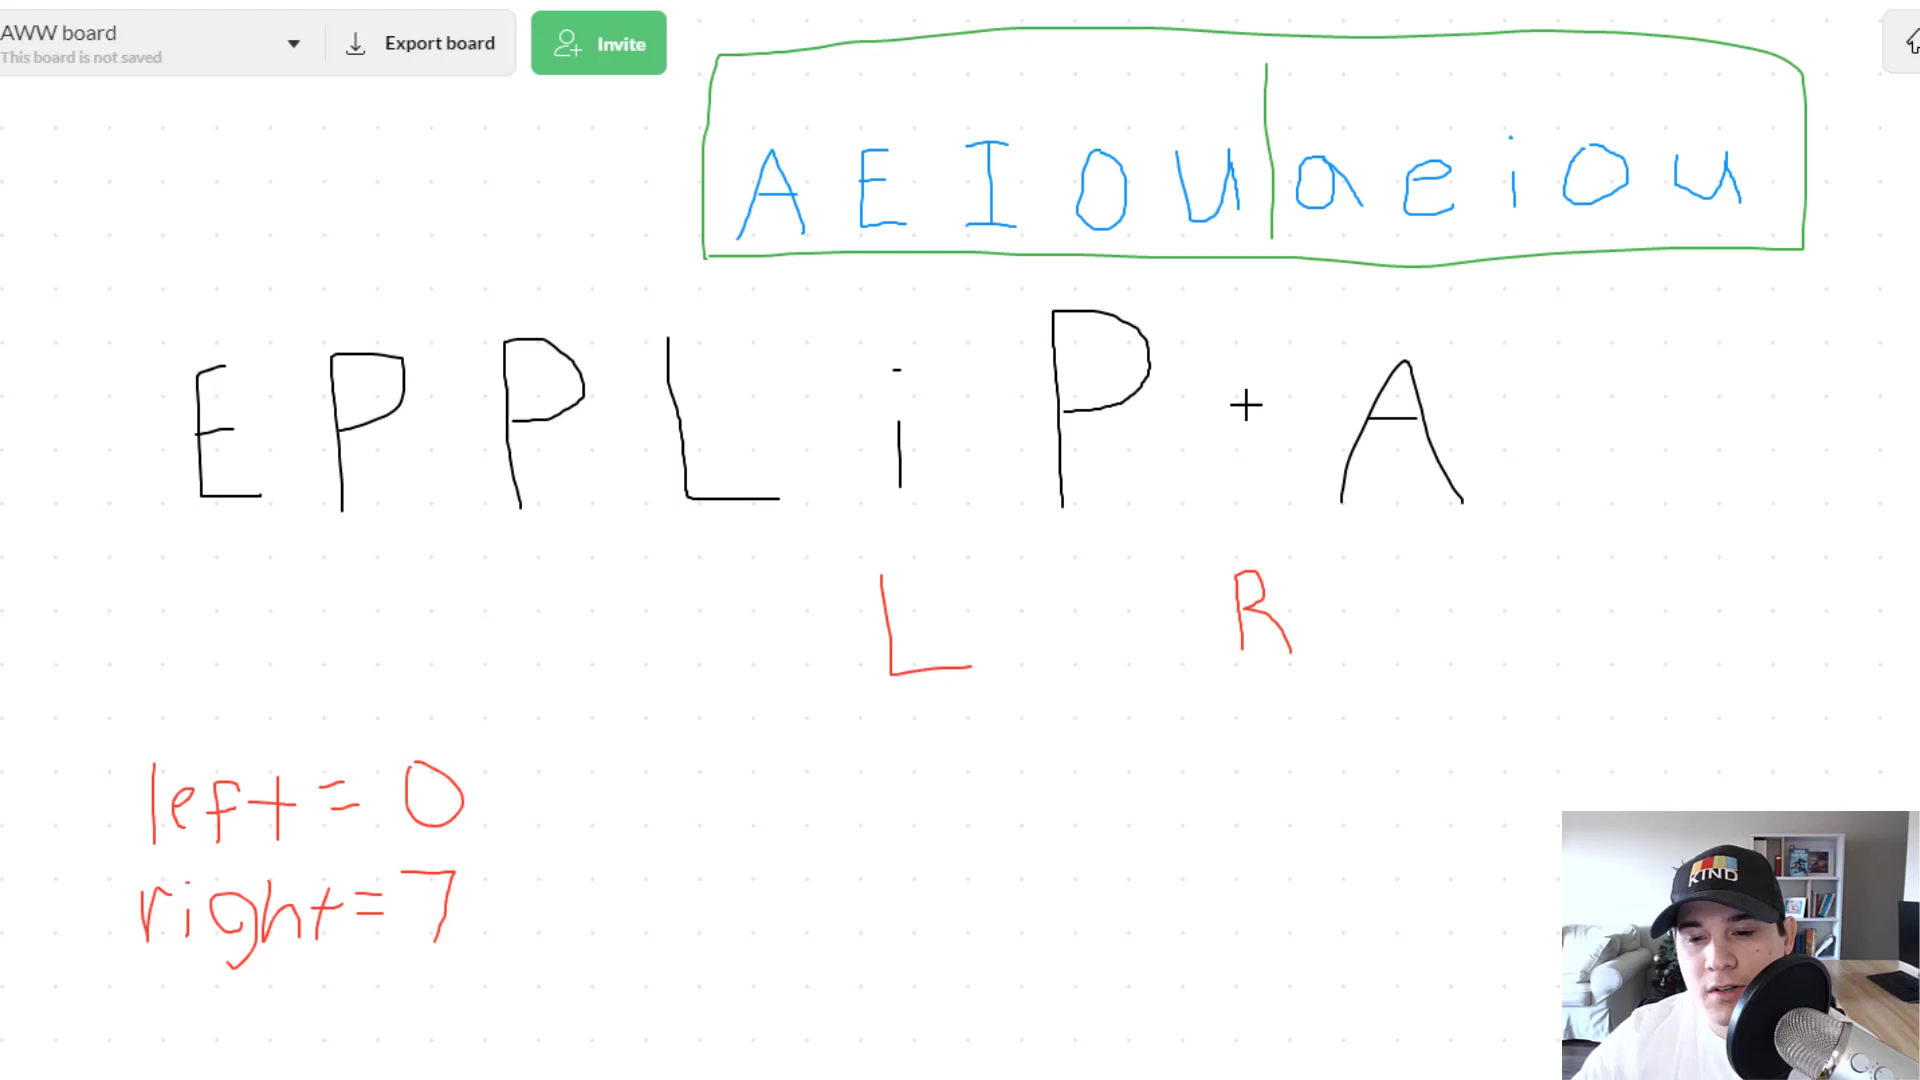 AWW board
This board is not saved
Export board
Invite
A E I O U a e i o u
E P P L i P + A
L R
left = 0
right = 7
KIND